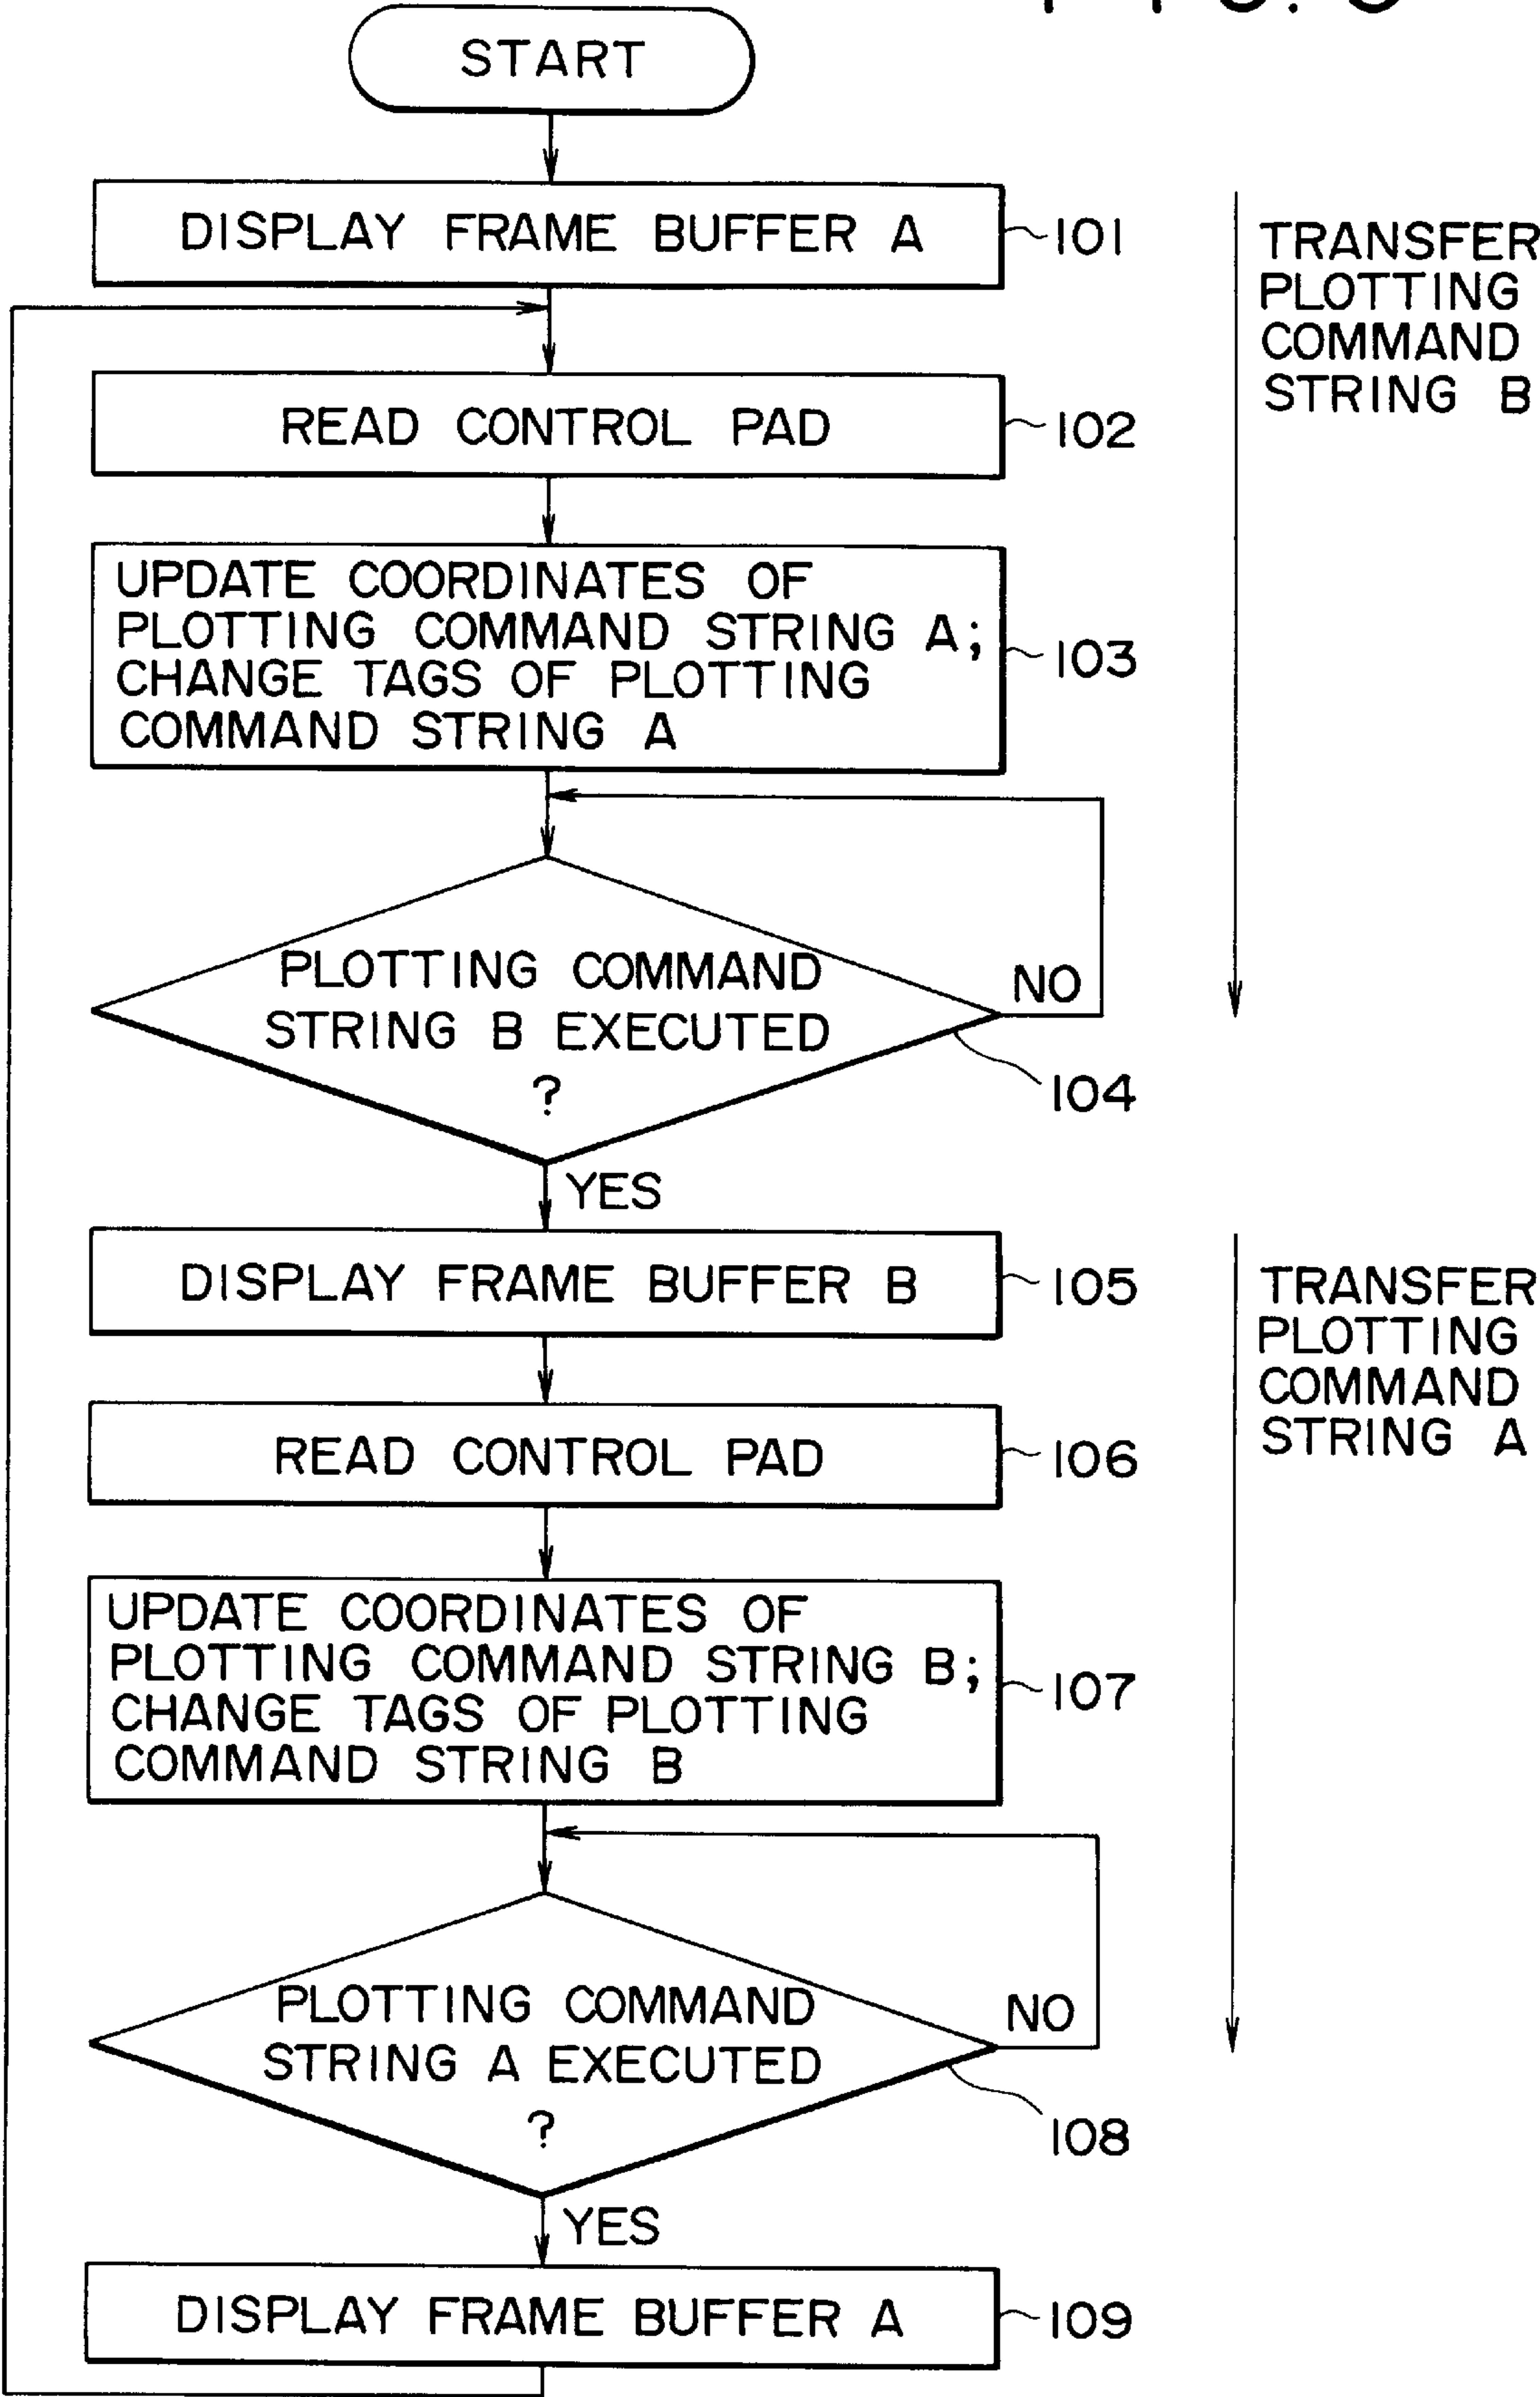 START
DISPLAY FRAME BUFFER A
101
TRANSFER
PLOTTING
COMMAND
STRING B
READ CONTROL PAD
102
UPDATE COORDINATES OF
PLOTTING COMMAND STRING A;
CHANGE TAGS OF PLOTTING
COMMAND STRING A
103
PLOTTING COMMAND
STRING B EXECUTED
?
NO
104
YES
DISPLAY FRAME BUFFER B
105
TRANSFER
PLOTTING
COMMAND
STRING A
READ CONTROL PAD
106
UPDATE COORDINATES OF
PLOTTING COMMAND STRING B;
CHANGE TAGS OF PLOTTING
COMMAND STRING B
107
PLOTTING COMMAND
STRING A EXECUTED
?
NO
108
YES
DISPLAY FRAME BUFFER A
109